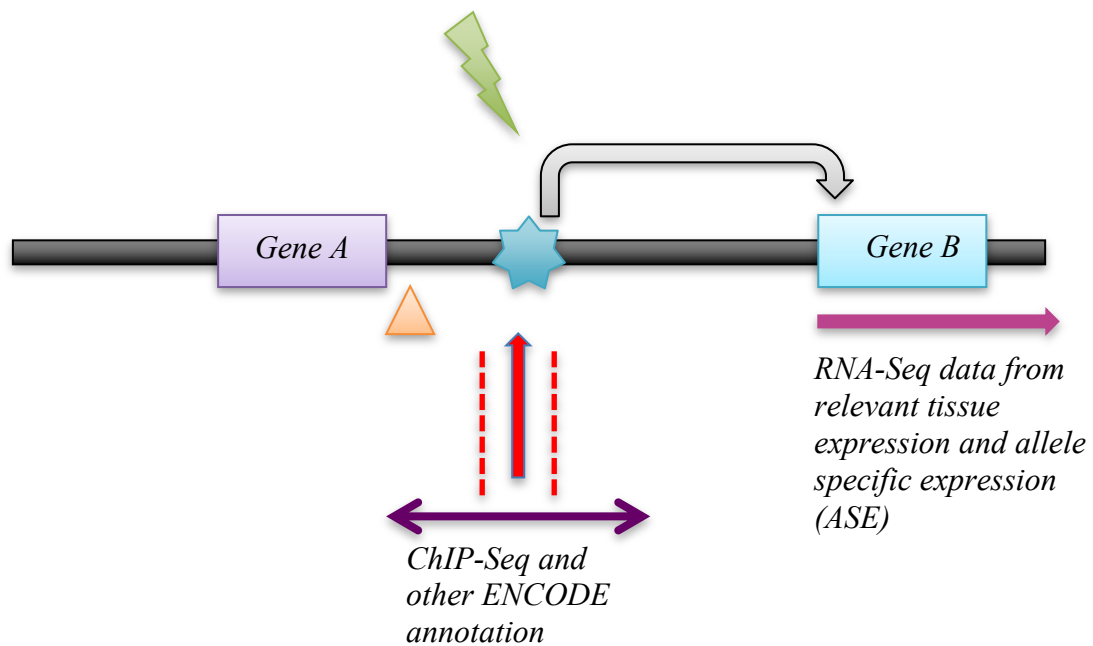 Gene A
Gene B
RNA-Seq data from
relevant tissue
expression and allele
specific expression
(ASE)
ChIP-Seq and
other ENCODE
annotation